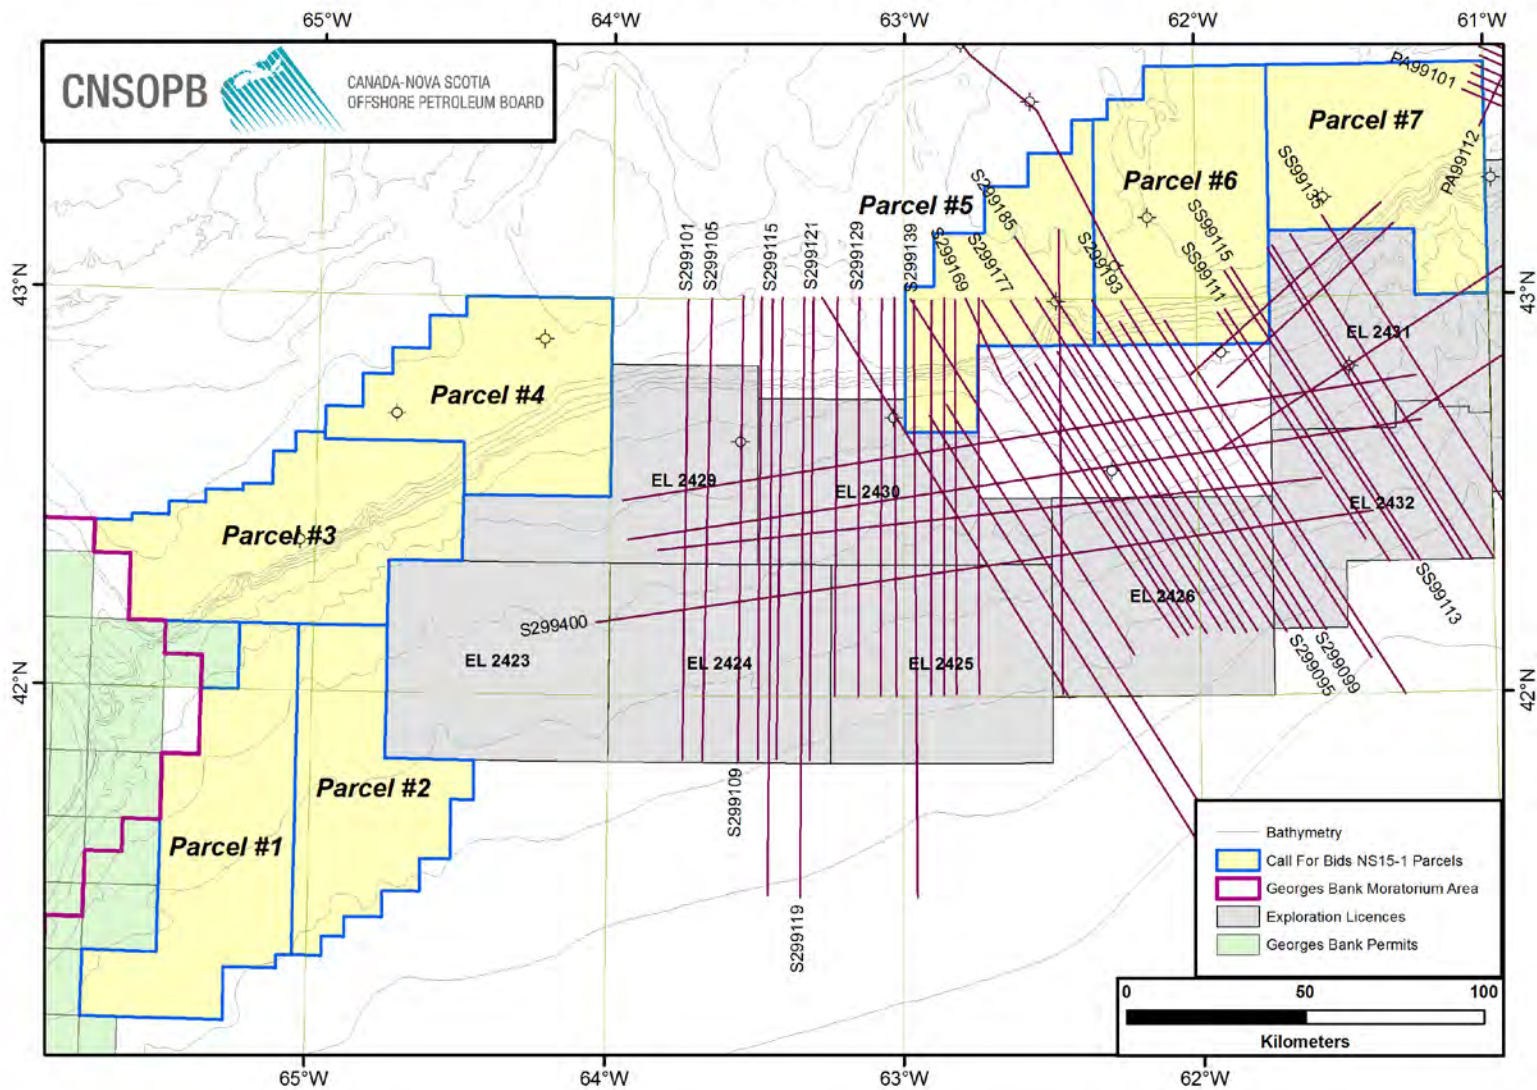 65°W
64°W
63°W
62°W
61°W
CNSOPB
CANADA-NOVA SCOTIA
OFFSHORE PETROLEUM BOARD
PA99101
Parcel #7
PA99112
SS99135
Parcel #6
Parcel #5
S299185
S299101
S299105
S299115
S299121
S299129
S299139
S299169
S299177
S299193
SS99115
SS99111
43°N
43°N
EL 2431
Parcel #4
EL 2429
EL 2430
EL 2432
Parcel #3
EL 2426
SS99113
S299400
EL 2423
EL 2424
EL 2425
S299095
S299099
42°N
42°N
Parcel #2
S299109
Parcel #1
S299119
Bathymetry
Call For Bids NS15-1 Parcels
Georges Bank Moratorium Area
Exploration Licences
Georges Bank Permits
0 50 100
Kilometers
65°W
64°W
63°W
62°W